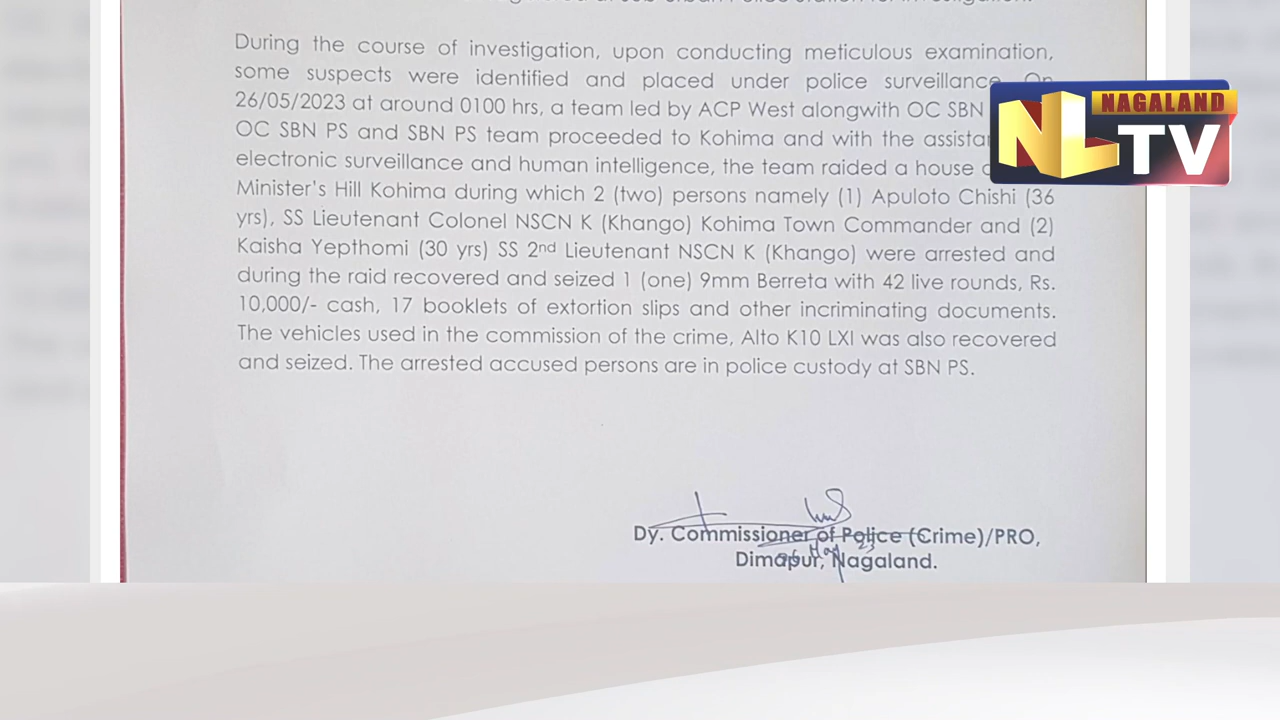 During the course of investigation, upon conducting meticulous examination,
some suspects were identified and placed under police surveillance. On
26/05/2023 at around 0100 hrs, a team led by ACP West alongwith OC SBN
OC SBN PS and SBN PS team proceeded to Kohima and with the
electronic surveillance and human intelligence, the team raided a house
Minister's Hill Kohima during which 2 (two) persons namely (1) Apuloto Chishi (36
yrs), SS Lieutenant Colonel NSCN K (Khango) Kohima Town Commander and (2)
Kaisha Yepthomi (30 yrs) SS 2nd Lieutenant NSCN K (Khango) were arrested and
during the raid recovered and seized 1 (one) 9mm Berreta with 42 live rounds, Rs.
10,000/- cash, 17 booklets of extortion slips and other incriminating documents.
The vehicles used in the commission of the crime, Alto K10 LXI was also recovered
and seized. The arrested accused persons are in police custody at SBN PS.
NAGALAND
NL TV
Dy. Commissioner of Police (Crime)/PRO,
Dimapur, Nagaland.